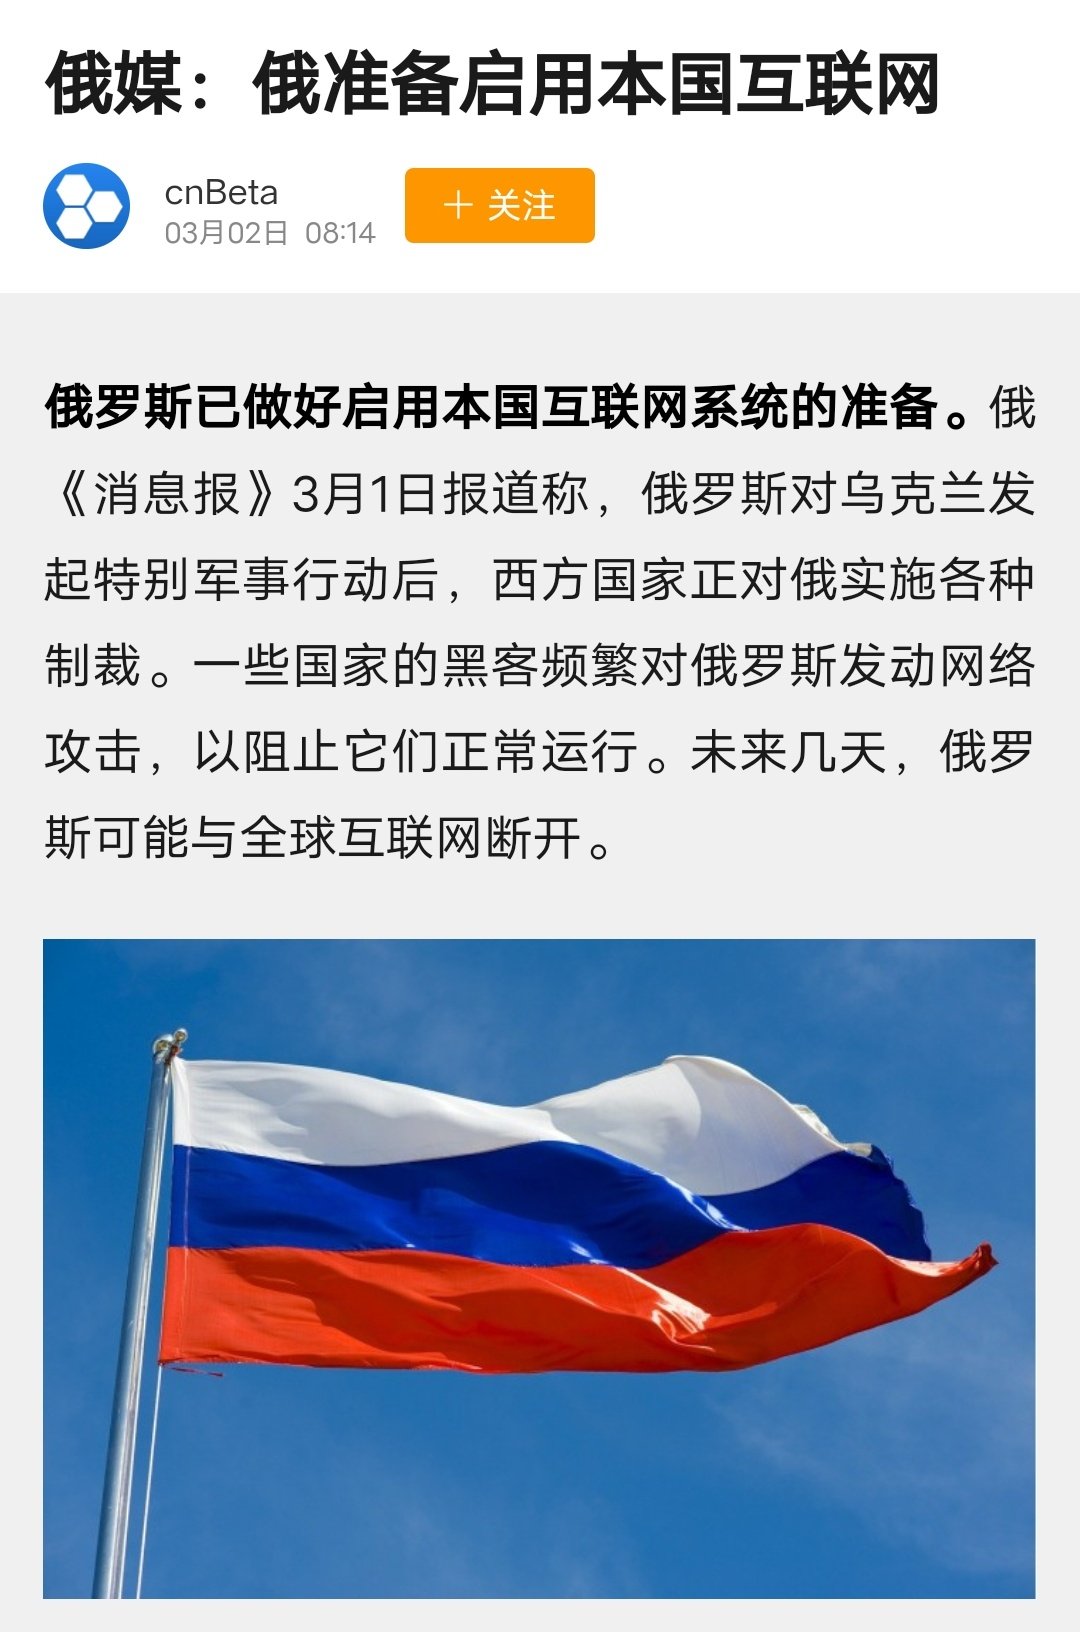 俄媒：俄准备启用本国互联网
cnBeta
03月02日 08:14
＋ 关注
俄罗斯已做好启用本国互联网系统的准备。俄
《消息报》3月1日报道称，俄罗斯对乌克兰发
起特别军事行动后，西方国家正对俄实施各种
制裁。一些国家的黑客频繁对俄罗斯发动网络
攻击，以阻止它们正常运行。未来几天，俄罗
斯可能与全球互联网断开。